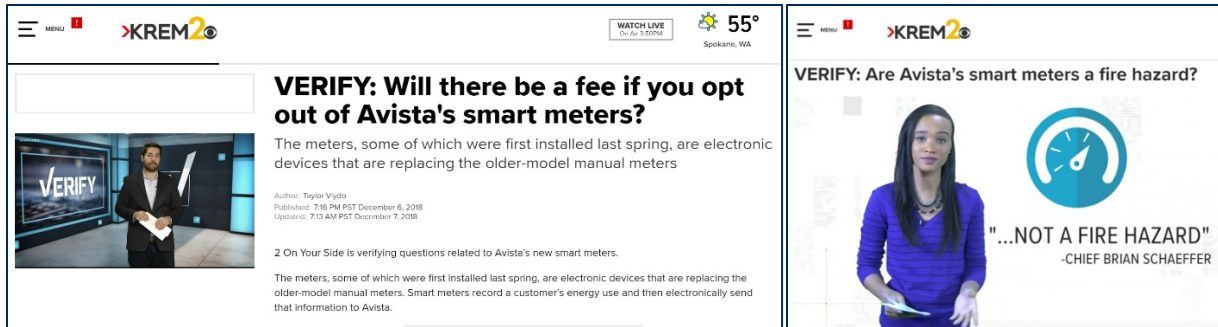 MENU
!
KREM2
WATCH LIVE
On Air 3:50PM
55°
Spokane, WA
VERIFY: Will there be a fee if you opt
out of Avista's smart meters?
The meters, some of which were first installed last spring, are electronic
devices that are replacing the older-model manual meters
VERIFY
Author: Taylor Viydo
Published: 7:16 PM PST December 6, 2018
Updated: 7:13 AM PST December 7, 2018
2 On Your Side is verifying questions related to Avista's new smart meters.
The meters, some of which were first installed last spring, are electronic devices that are replacing the
older-model manual meters. Smart meters record a customer's energy use and then electronically send
that information to Avista.
MENU
!
KREM2
VERIFY: Are Avista's smart meters a fire hazard?
"...NOT A FIRE HAZARD"
-CHIEF BRIAN SCHAEFFER